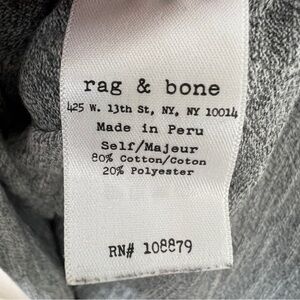 rag & bone
425 W. 13th St, NY, NY 10014
Made in Peru
Self/Majeur
80% Cotton/Coton
20% Polyester
RN# 108879